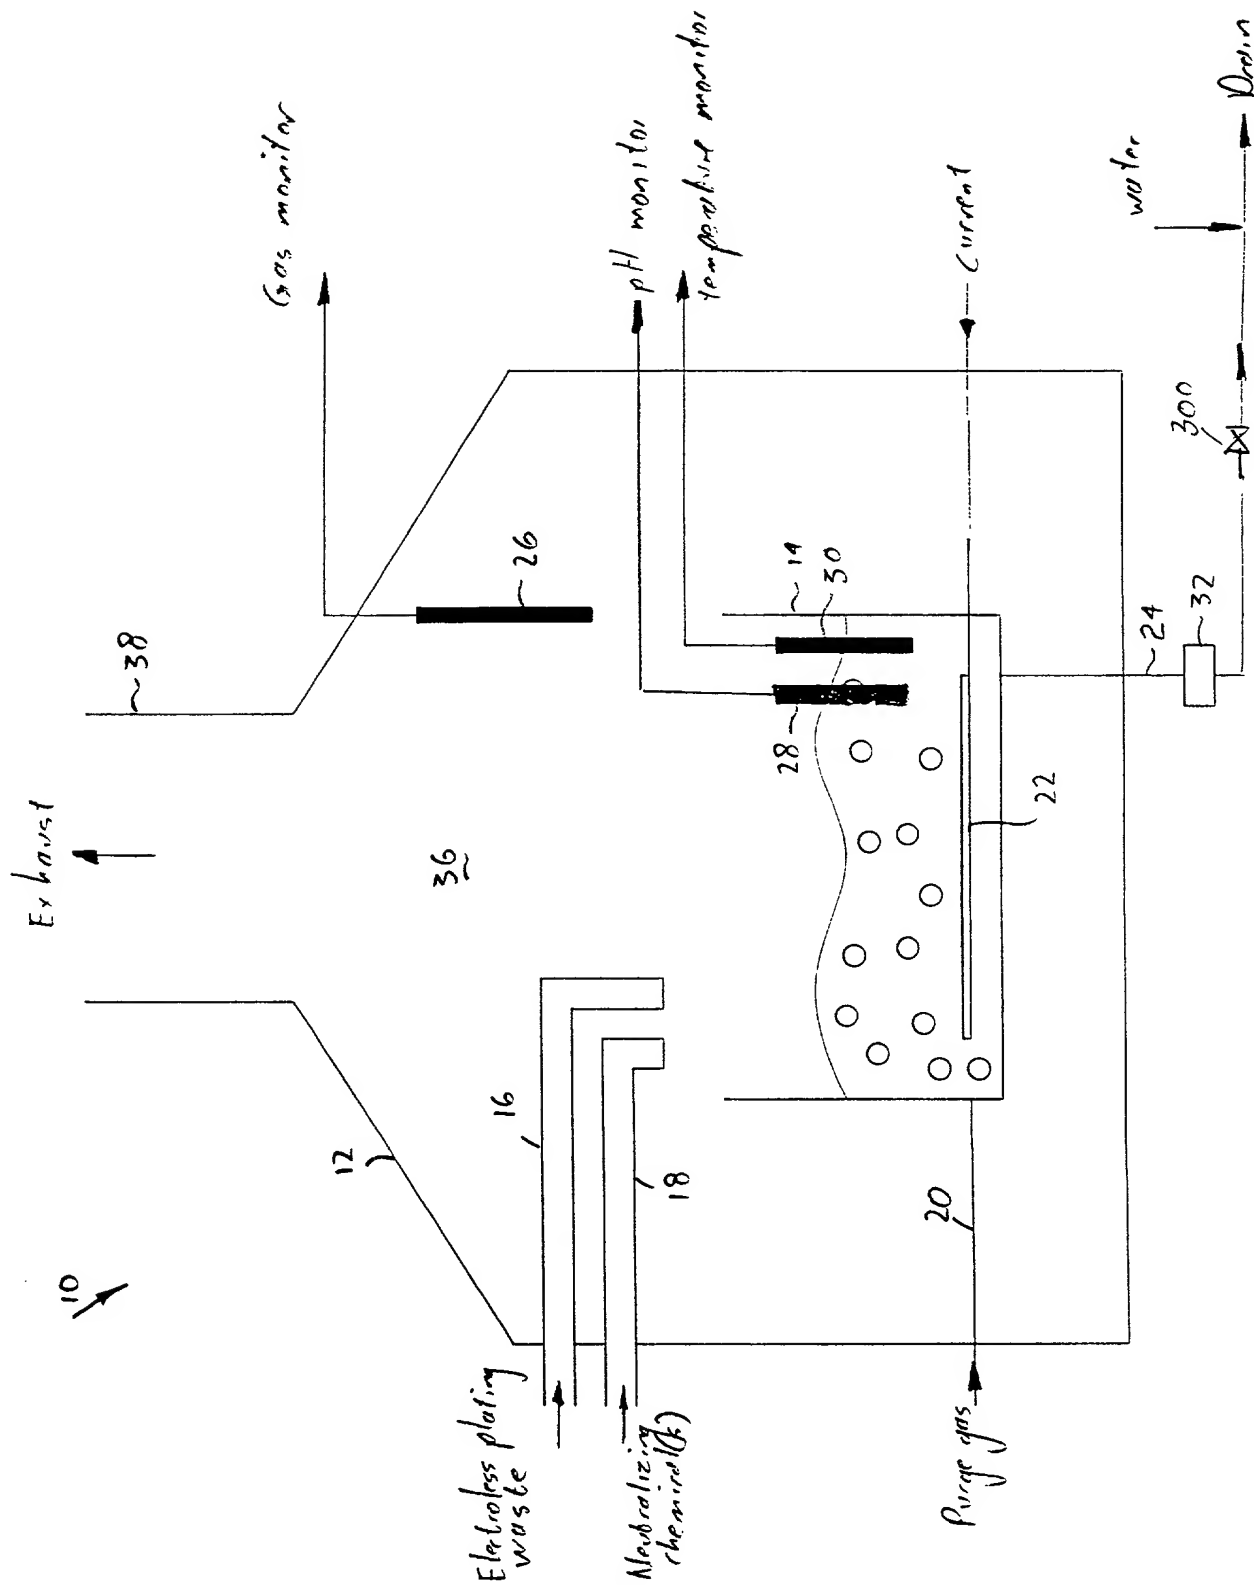 10
Exhaust
38
Gas monitor
12
36
26
Electroless plating
waste
16
Neutralizing
chemical(s)
18
pH monitor
temperature monitor
28
30
14
Purge gas
20
22
Current
24
32
300
water
Drain